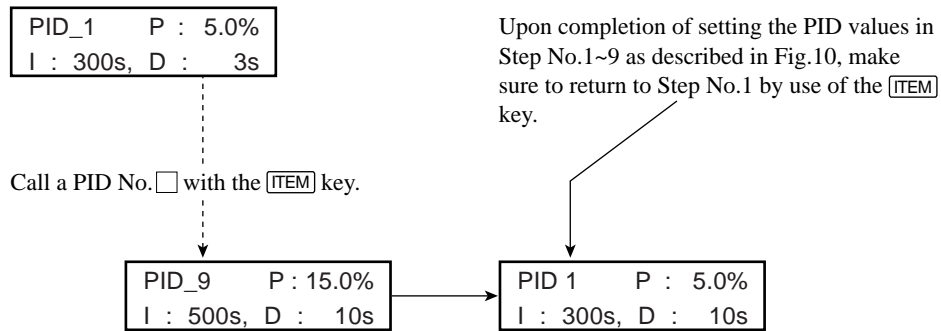 PID_1 P : 5.0%
I : 300s, D : 3s
Upon completion of setting the PID values in
Step No.1~9 as described in Fig.10, make
sure to return to Step No.1 by use of the ITEM
key.
Call a PID No.□ with the ITEM key.
PID_9 P : 15.0%
I : 500s, D : 10s
PID 1 P : 5.0%
I : 300s, D : 10s